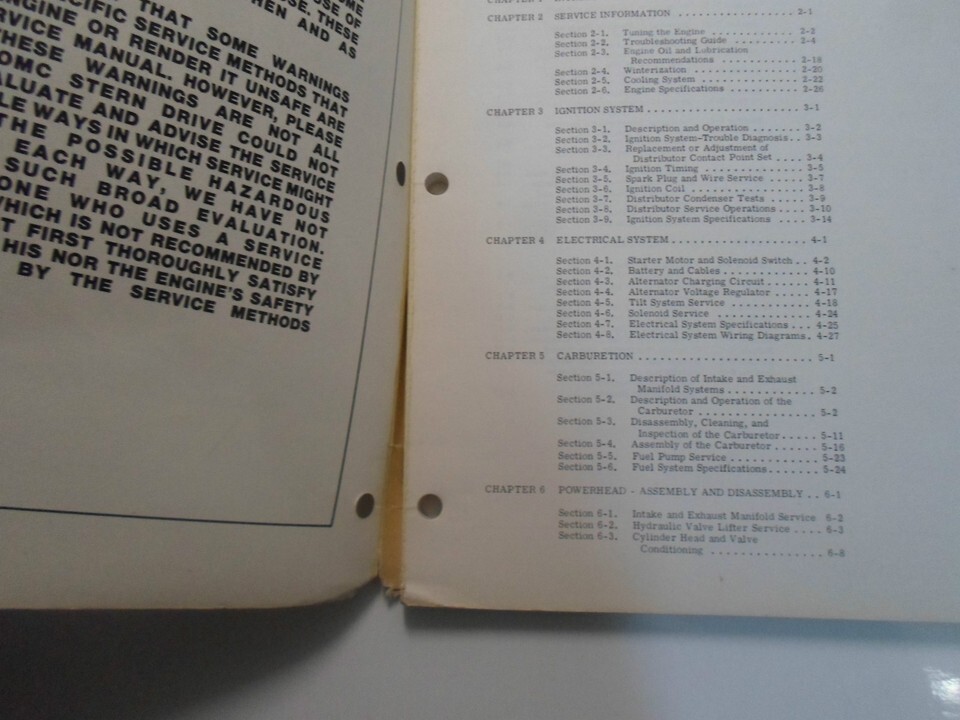 SOME
USE OF
THESE. THESE
WHEN AND AS
THAT SOME WARNINGS
SPECIFIC SERVICE METHODS THAT
ENGINE OR RENDER IT UNSAFE ARE
SERVICE MANUAL. HOWEVER, PLEASE
THESE WARNINGS ARE NOT ALL
OMC STERN DRIVE COULD NOT
EVALUATE AND ADVISE THE SERVICE
WAYS IN WHICH SERVICE MIGHT
THE POSSIBLE HAZARDOUS
EACH WAY, WE HAVE NOT
SUCH BROAD EVALUATION.
ONE WHO USES A SERVICE
WHICH IS NOT RECOMMENDED BY
FIRST THOROUGHLY SATISFY
HIS NOR THE ENGINE'S SAFETY
BY THE SERVICE METHODS
CHAPTER 2 SERVICE INFORMATION ................. 2-1
Section 2-1. Tuning the Engine .......... 2-2
Section 2-2. Troubleshooting Guide ....... 2-4
Section 2-3. Engine Oil and Lubrication
Recommendations .......... 2-18
Section 2-4. Winterization ............. 2-20
Section 2-5. Cooling System ............ 2-22
Section 2-6. Engine Specifications ........ 2-26
CHAPTER 3 IGNITION SYSTEM .................... 3-1
Section 3-1. Description and Operation ....... 3-2
Section 3-2. Ignition System-Trouble Diagnosis.. 3-3
Section 3-3. Replacement or Adjustment of
Distributor Contact Point Set .... 3-4
Section 3-4. Ignition Timing ............ 3-5
Section 3-5. Spark Plug and Wire Service ..... 3-7
Section 3-6. Ignition Coil .............. 3-8
Section 3-7. Distributor Condenser Tests ..... 3-9
Section 3-8. Distributor Service Operations .... 3-10
Section 3-9. Ignition System Specifications .... 3-14
CHAPTER 4 ELECTRICAL SYSTEM .................. 4-1
Section 4-1. Starter Motor and Solenoid Switch .. 4-2
Section 4-2. Battery and Cables .......... 4-10
Section 4-3. Alternator Charging Circuit ...... 4-11
Section 4-4. Alternator Voltage Regulator ..... 4-17
Section 4-5. Tilt System Service .......... 4-18
Section 4-6. Solenoid Service ........... 4-24
Section 4-7. Electrical System Specifications ... 4-25
Section 4-8. Electrical System Wiring Diagrams. 4-27
CHAPTER 5 CARBURETION ....................... 5-1
Section 5-1. Description of Intake and Exhaust
Manifold Systems ............ 5-2
Section 5-2. Description and Operation of the
Carburetor ................ 5-2
Section 5-3. Disassembly, Cleaning, and
Inspection of the Carburetor..... 5-11
Section 5-4. Assembly of the Carburetor ...... 5-16
Section 5-5. Fuel Pump Service ........... 5-23
Section 5-6. Fuel System Specifications....... 5-24
CHAPTER 6 POWERHEAD - ASSEMBLY AND DISASSEMBLY .. 6-1
Section 6-1. Intake and Exhaust Manifold Service 6-2
Section 6-2. Hydraulic Valve Lifter Service .... 6-3
Section 6-3. Cylinder Head and Valve
Conditioning ............... 6-8